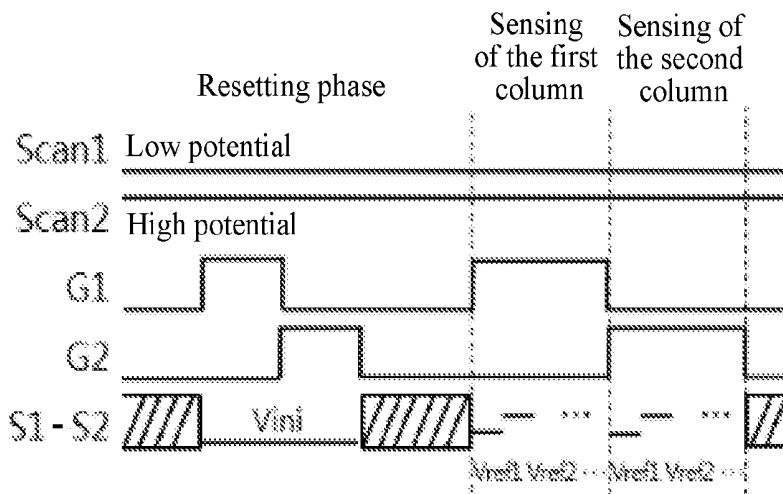 Resetting phase
Sensing of the first column
Sensing of the second column
Scan1 Low potential
Scan2 High potential
G1
G2
S1 - S2 Vini
Vref1 Vref2 ··· Vref1 Vref2 ···